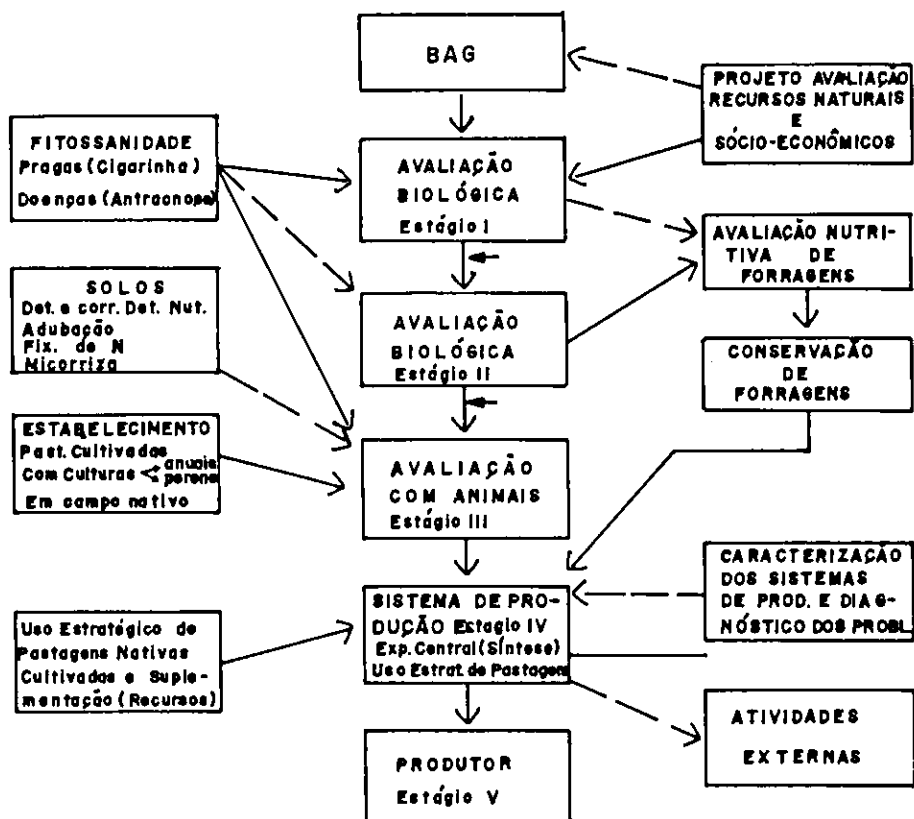 BAG
PROJETO AVALIAÇÃO
RECURSOS NATURAIS
E
SÓCIO-ECONÔMICOS
FITOSSANIDADE
Pragas (Cigarinha)
Doenças (Antracnose)
AVALIAÇÃO
BIOLÓGICA
Estágio I
AVALIAÇÃO NUTRI-
TIVA DE
FORRAGENS
SOLOS
Det. e corr. Det. Nut.
Adubação
Fix. de N
Micorriza
AVALIAÇÃO
BIOLÓGICA
Estágio II
CONSERVAÇÃO
DE
FORRAGENS
ESTABELECIMENTO
Past. Cultivadas
Com Culturas < anuais
perene
Em campo nativo
AVALIAÇÃO
COM ANIMAIS
Estágio III
CARACTERIZAÇÃO
DOS SISTEMAS
DE PROD. E DIAG-
NÓSTICO DOS PROBL.
SISTEMA DE PRO-
DUÇÃO Estagio IV
Exp. Central (Síntese)
Uso Estrat. de Pastagens
Uso Estratégico de
Pastagens Nativas
Cultivadas e Suple-
mentação (Recursos)
ATIVIDADES
EXTERNAS
PRODUTOR
Estágio V